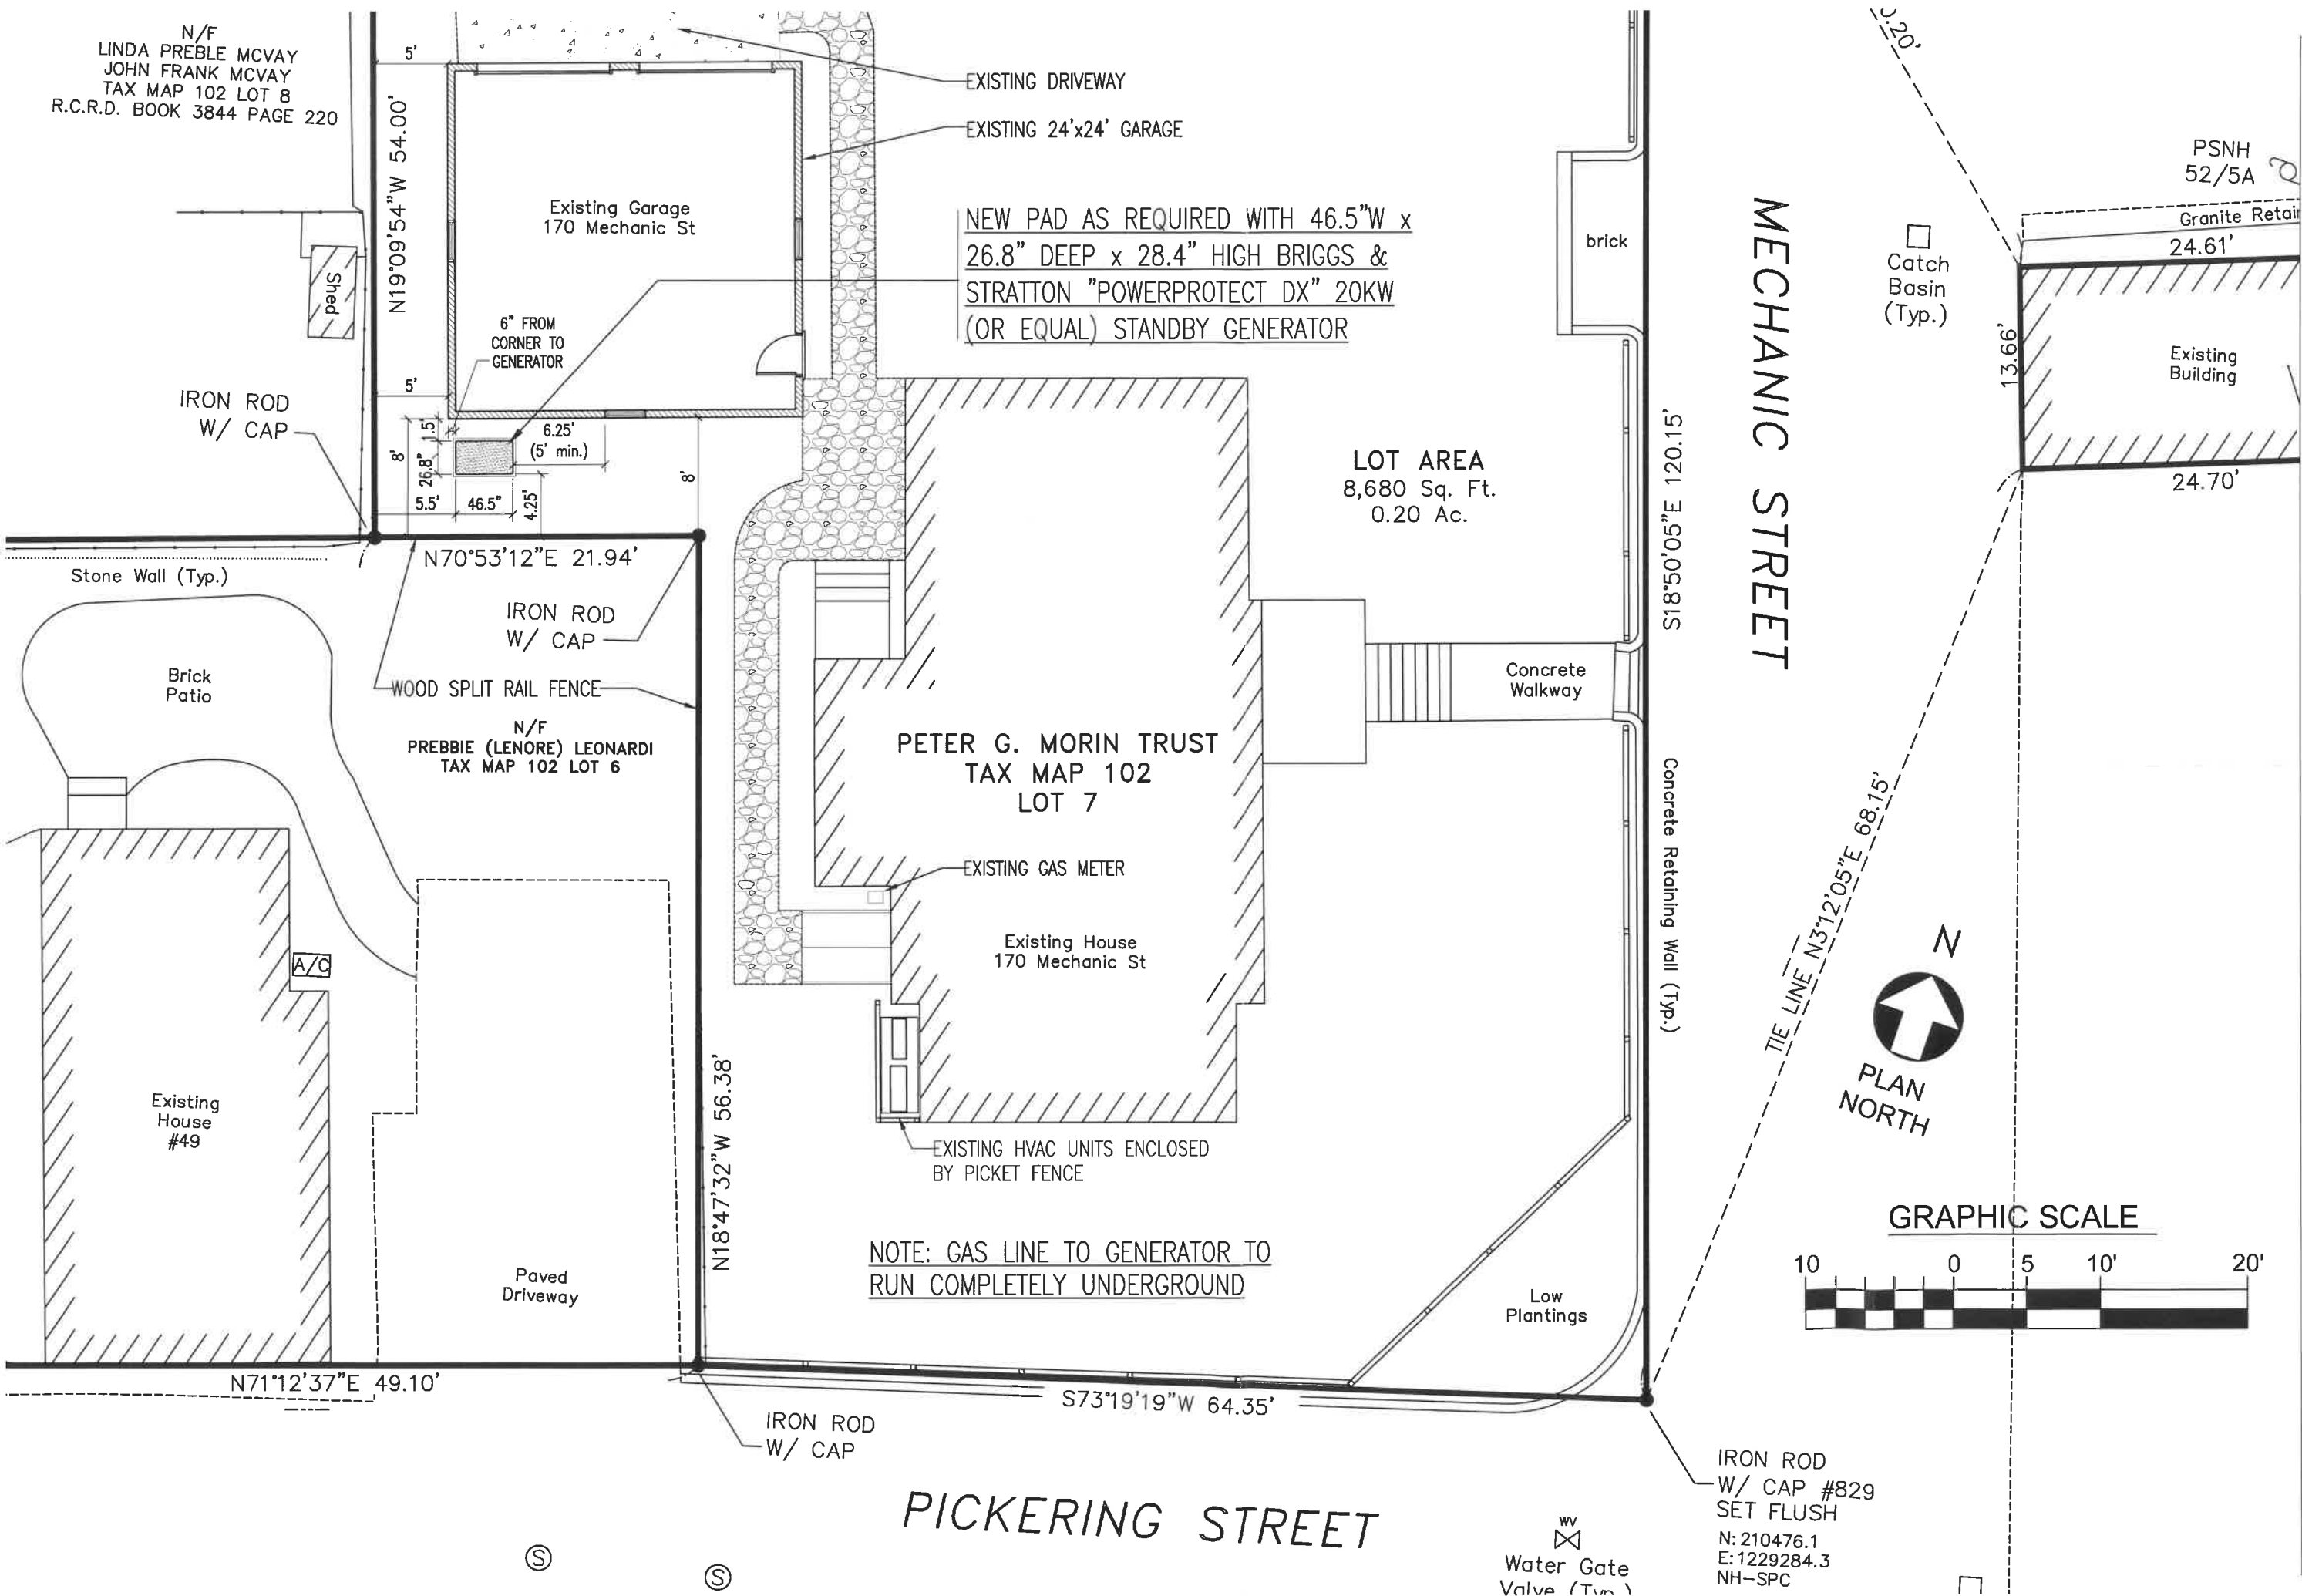 N/F
LINDA PREBLE MCVAY
JOHN FRANK MCVAY
TAX MAP 102 LOT 8
R.C.R.D. BOOK 3844 PAGE 220
5'
N19°09'54"W 54.00'
EXISTING DRIVEWAY
EXISTING 24'x24' GARAGE
Existing Garage
170 Mechanic St
NEW PAD AS REQUIRED WITH 46.5"W x
26.8" DEEP x 28.4" HIGH BRIGGS &
STRATTON "POWERPROTECT DX" 20KW
(OR EQUAL) STANDBY GENERATOR
Shed
6" FROM
CORNER TO
GENERATOR
5'
IRON ROD
W/ CAP
8'
1.5'
26.8"
6.25'
(5' min.)
5.5'
46.5"
4.25'
8'
N70°53'12"E 21.94'
Stone Wall (Typ.)
IRON ROD
W/ CAP
WOOD SPLIT RAIL FENCE
Brick
Patio
N/F
PREBBIE (LENORE) LEONARDI
TAX MAP 102 LOT 6
brick
MECHANIC STREET
S18°50'05"E 120.15'
LOT AREA
8,680 Sq. Ft.
0.20 Ac.
Concrete
Walkway
Concrete Retaining Wall (Typ.)
PETER G. MORIN TRUST
TAX MAP 102
LOT 7
EXISTING GAS METER
Existing House
170 Mechanic St
A/C
Existing
House
#49
Paved
Driveway
N18°47'32"W 56.38'
EXISTING HVAC UNITS ENCLOSED
BY PICKET FENCE
NOTE: GAS LINE TO GENERATOR TO
RUN COMPLETELY UNDERGROUND
Low
Plantings
N71°12'37"E 49.10'
S73°19'19"W 64.35'
IRON ROD
W/ CAP
PICKERING STREET
S
S
WV
Water Gate
Valve (Typ.)
IRON ROD
W/ CAP #829
SET FLUSH
N: 210476.1
E: 1229284.3
NH-SPC
0.20'
PSNH
52/5A
Granite Retair
24.61'
Catch
Basin
(Typ.)
13.66'
Existing
Building
24.70'
TIE LINE N3°12'05"E 68.15'
N
PLAN
NORTH
GRAPHIC SCALE
10 0 5 10' 20'